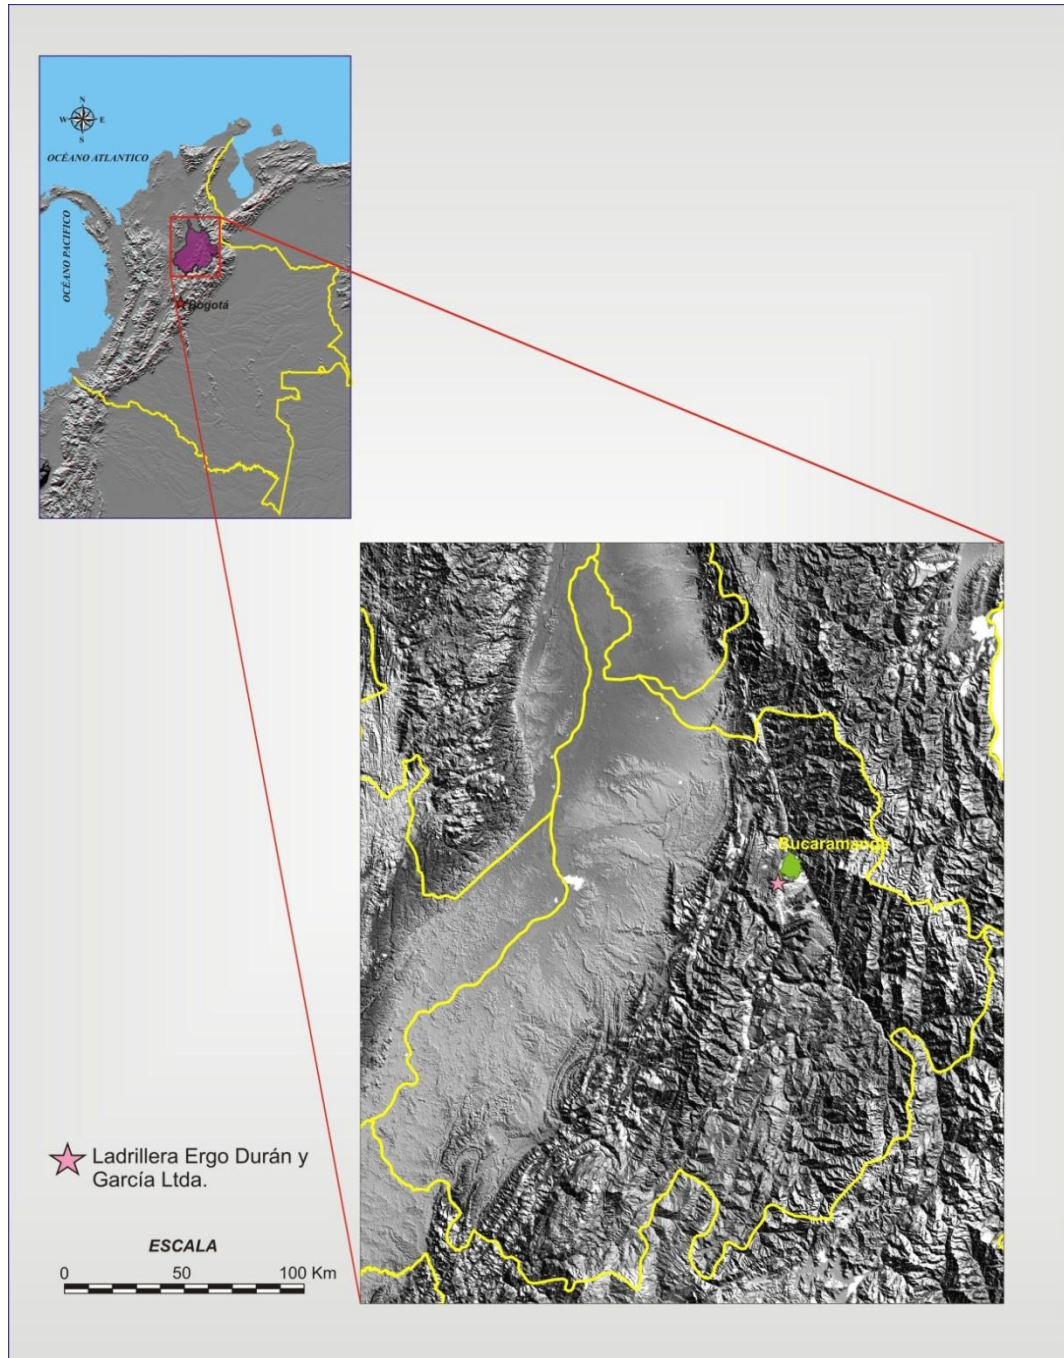 N
W E
S
OCÉANO ATLANTICO
OCÉANO PACIFICO
Bogotá
Bucaramanga
Ladrillera Ergo Durán y
García Ltda.
ESCALA
0 50 100 Km